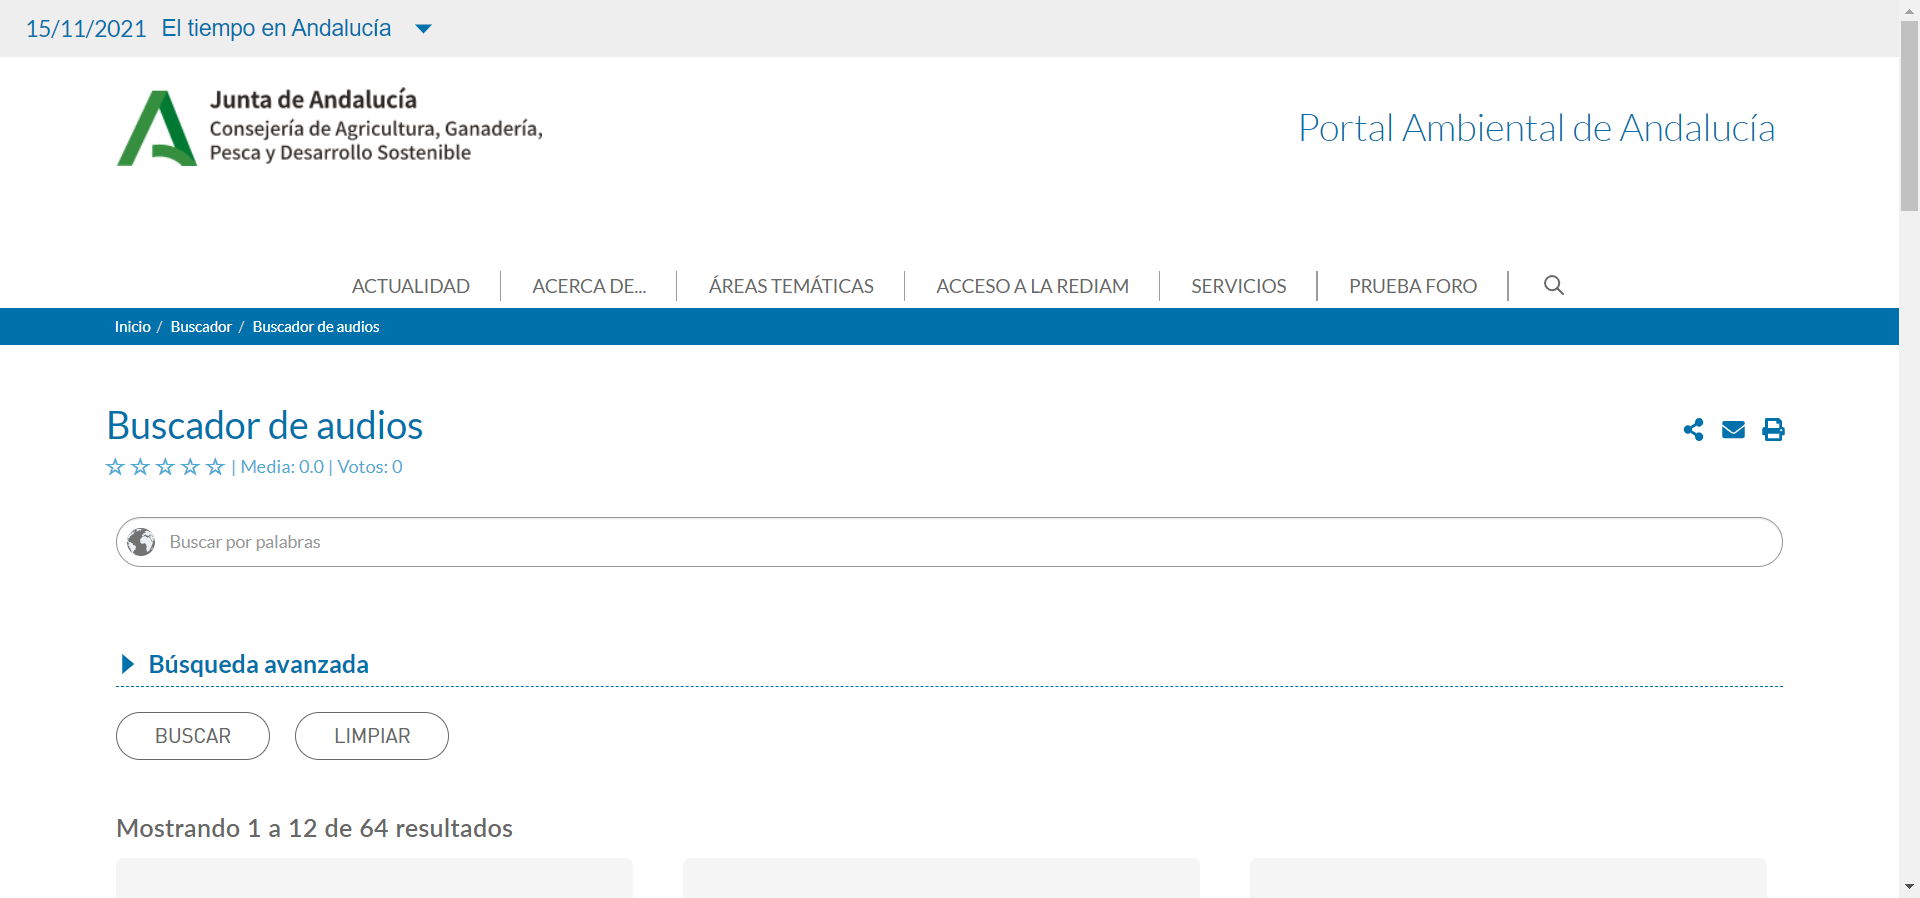 15/11/2021 El tiempo en Andalucía
Junta de Andalucía
Consejería de Agricultura, Ganadería,
Pesca y Desarrollo Sostenible
Portal Ambiental de Andalucía
ACTUALIDAD ACERCA DE... ÁREAS TEMÁTICAS ACCESO A LA REDIAM SERVICIOS PRUEBA FORO
Inicio / Buscador / Buscador de audios
Buscador de audios
| Media: 0.0 | Votos: 0
Buscar por palabras
Búsqueda avanzada
BUSCAR LIMPIAR
Mostrando 1 a 12 de 64 resultados